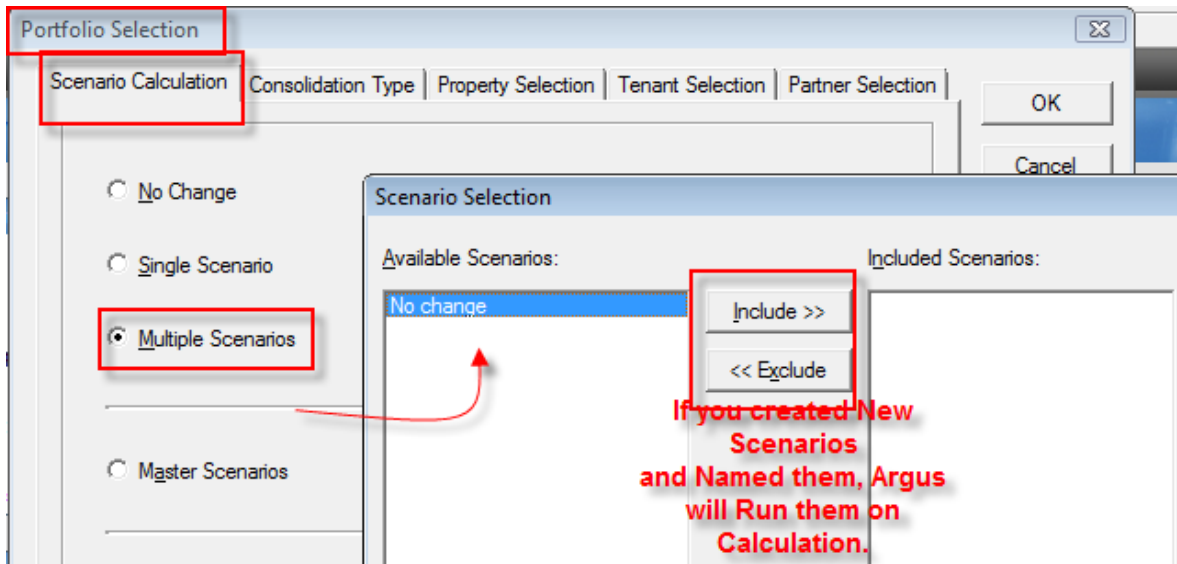 Portfolio Selection
Scenario Calculation
Consolidation Type
Property Selection
Tenant Selection
Partner Selection
OK
Cancel
No Change
Single Scenario
Multiple Scenarios
Master Scenarios
Scenario Selection
Available Scenarios:
Included Scenarios:
No change
Include >>
<< Exclude
If you created New
Scenarios
and Named them, Argus
will Run them on
Calculation.